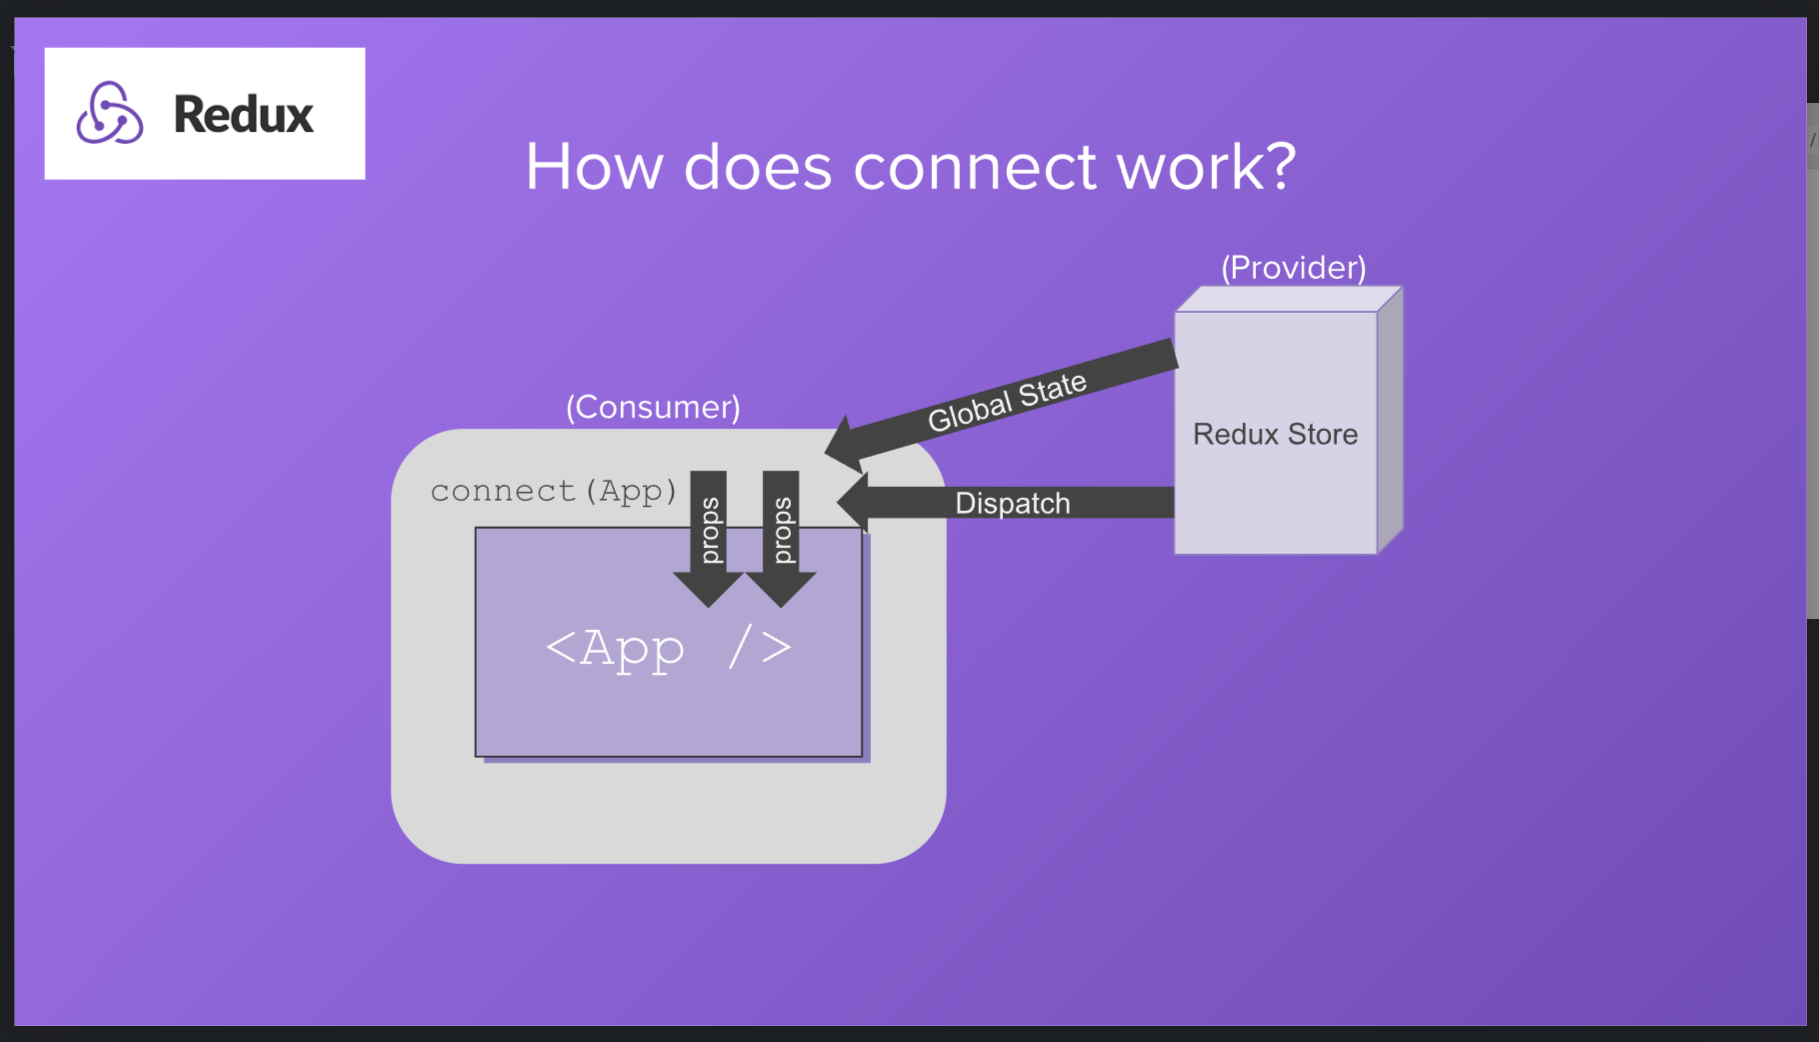 Redux
How does connect work?
(Provider)
Global State
(Consumer)
Redux Store
connect(App)
props
props
Dispatch
<App />